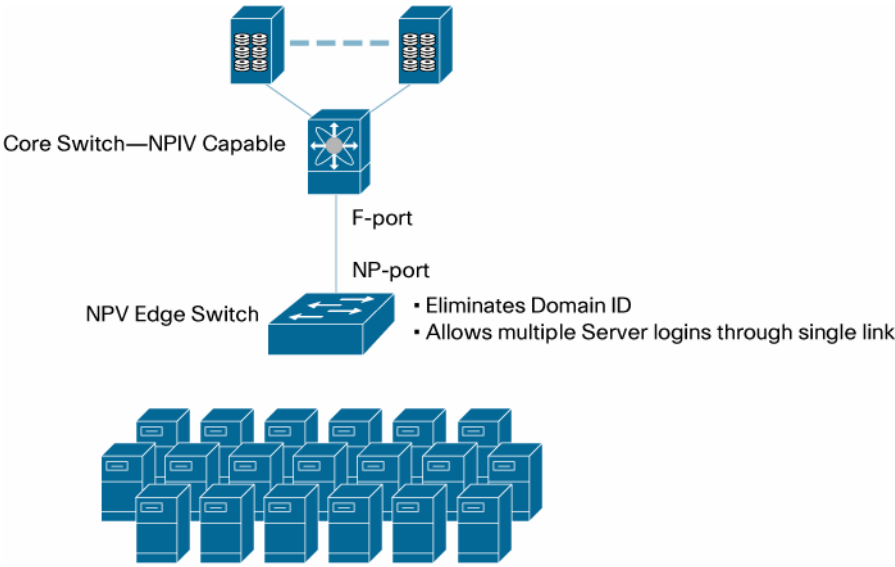 Core Switch—NPIV Capable
F-port
NP-port
NPV Edge Switch
▪ Eliminates Domain ID
▪ Allows multiple Server logins through single link